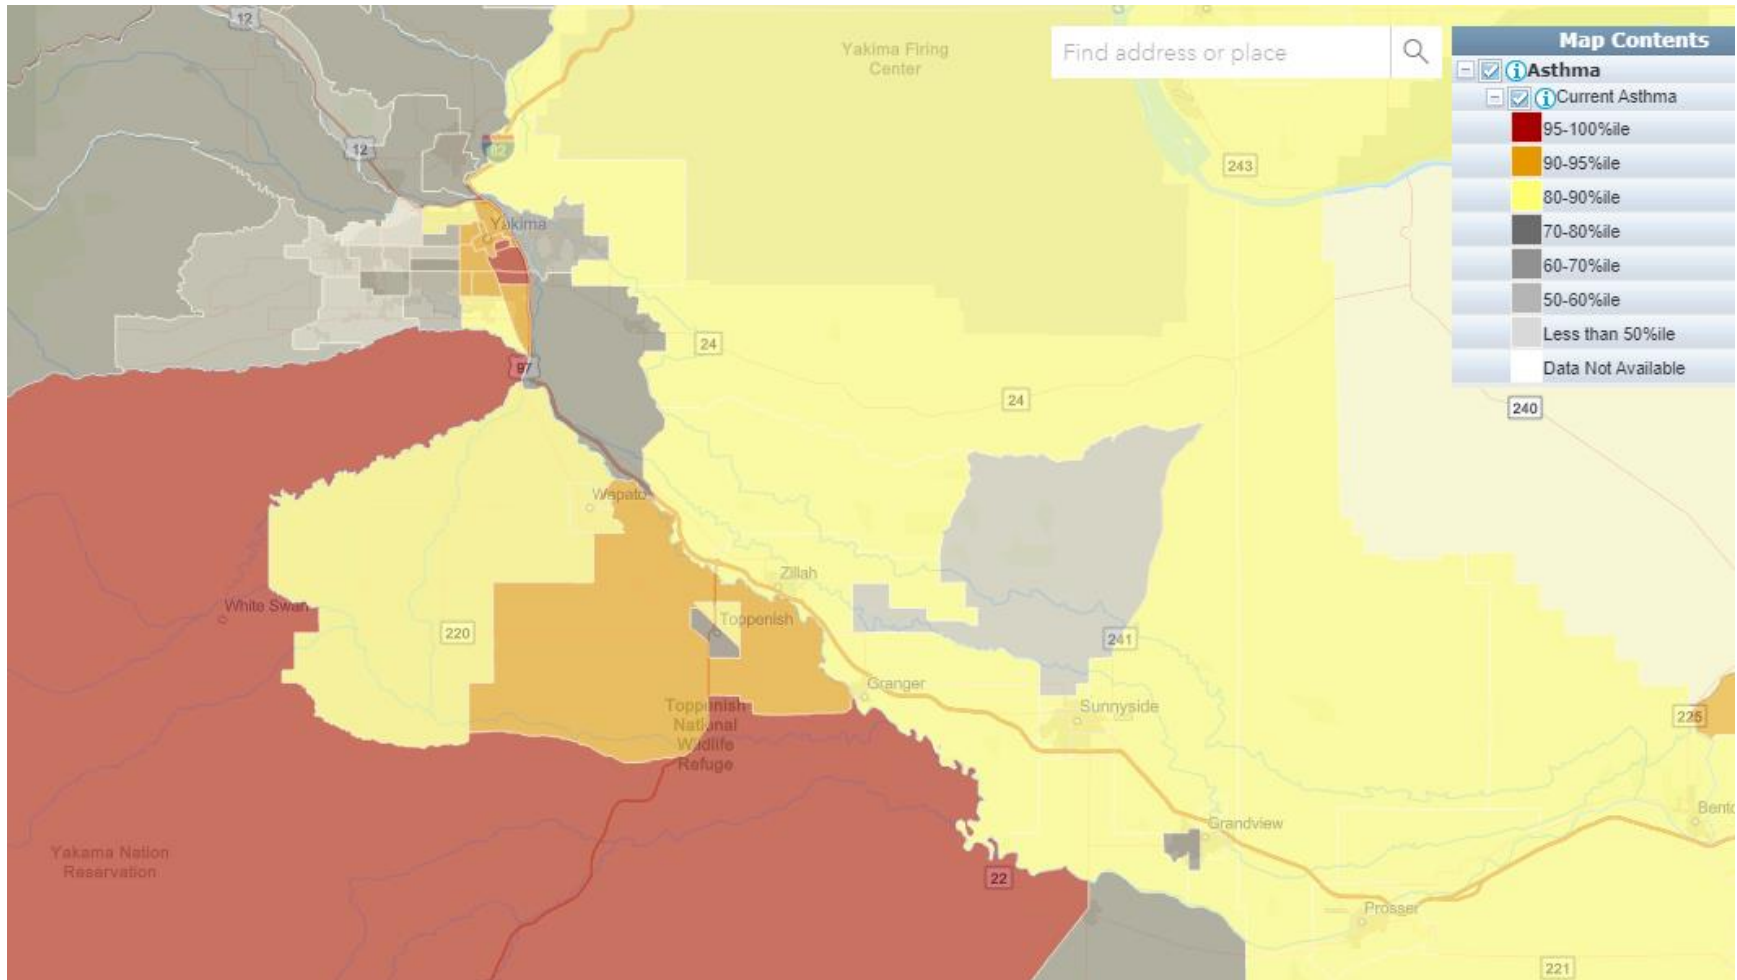 12
Yakima Firing
Center
Find address or place
Map Contents
Asthma
Current Asthma
95-100%ile
90-95%ile
80-90%ile
70-80%ile
60-70%ile
50-60%ile
Less than 50%ile
Data Not Available
12
82
243
Yakima
24
97
24
240
Wapato
Zillah
White Swan
220
Toppenish
241
Granger
Toppenish
National
Wildlife
Refuge
Sunnyside
225
Grandview
Bento
Yakama Nation
Reservation
22
Prosser
221